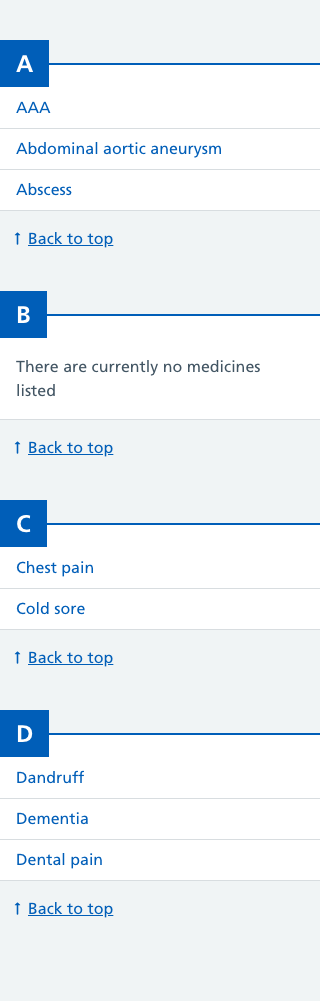 A
AAA
Abdominal aortic aneurysm
Abscess
↑ Back to top
B
There are currently no medicines
listed
↑ Back to top
C
Chest pain
Cold sore
↑ Back to top
D
Dandruff
Dementia
Dental pain
↑ Back to top